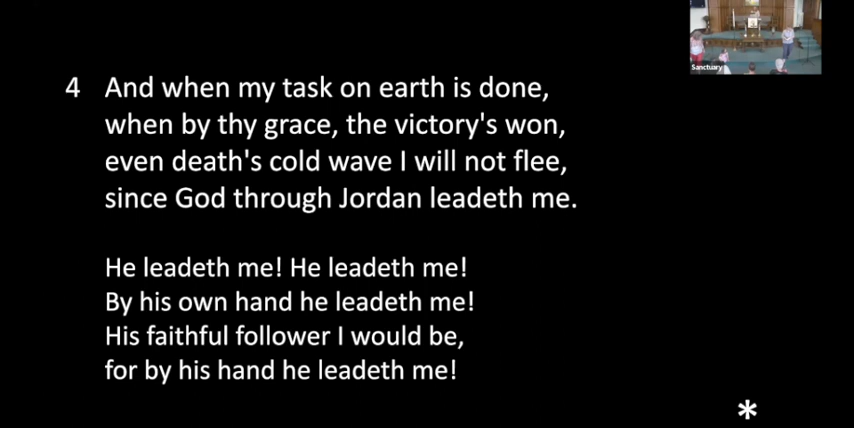 Sanctuary
4 And when my task on earth is done,
when by thy grace, the victory's won,
even death's cold wave I will not flee,
since God through Jordan leadeth me.
He leadeth me! He leadeth me!
By his own hand he leadeth me!
His faithful follower I would be,
for by his hand he leadeth me!
*